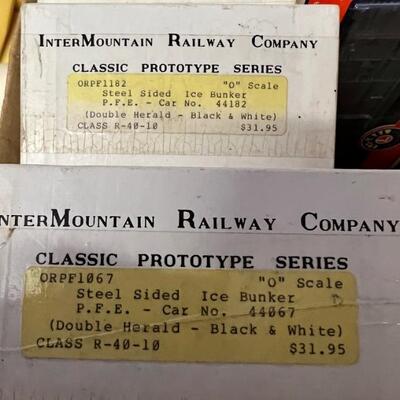 INTERMOUNTAIN RAILWAY COMPANY
CLASSIC PROTOTYPE SERIES
ORPF1182 "O" Scale
Steel Sided Ice Bunker
P.F.E. - Car No. 44182
(Double Herald - Black & White)
CLASS R-40-10 $31.95
INTERMOUNTAIN RAILWAY COMPANY
CLASSIC PROTOTYPE SERIES
ORPF1067 "O" Scale
Steel Sided Ice Bunker
P.F.E. - Car No. 44067
(Double Herald - Black & White)
CLASS R-40-10 $31.95